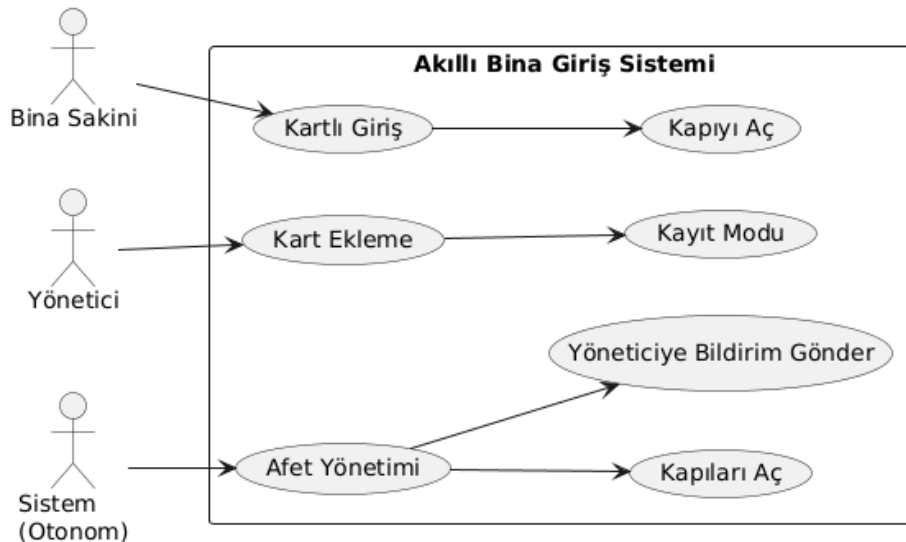 Akıllı Bina Giriş Sistemi
Bina Sakini
Kartlı Giriş
Kapıyı Aç
Yönetici
Kart Ekleme
Kayıt Modu
Yöneticiye Bildirim Gönder
Sistem
(Otonom)
Afet Yönetimi
Kapıları Aç